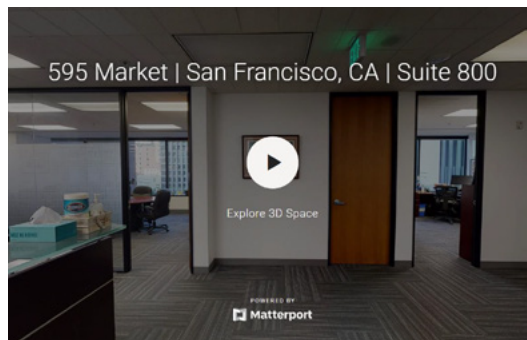 595 Market | San Francisco, CA | Suite 800
Explore 3D Space
POWERED BY
Matterport